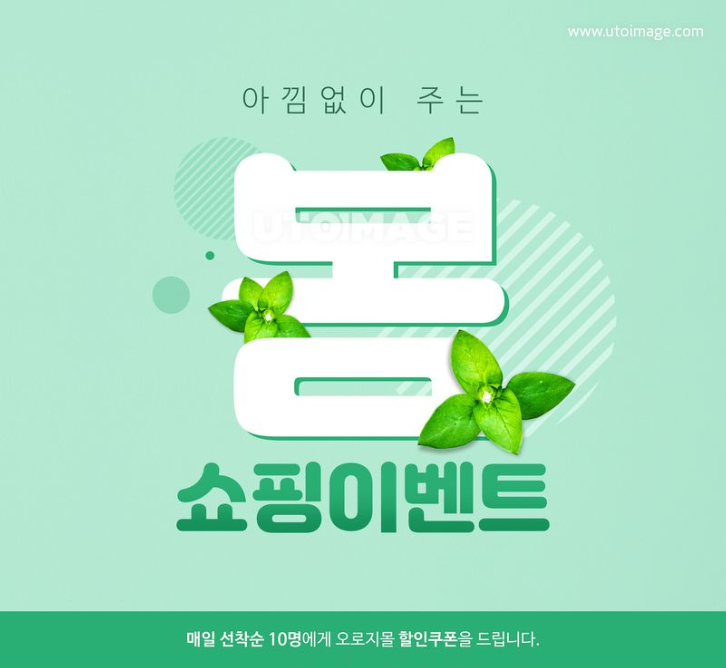 www.utoimage.com
아낌없이 주는
봄
UTOIMAGE
쇼핑이벤트
매일 선착순 10명에게 오로지몰 할인쿠폰을 드립니다.